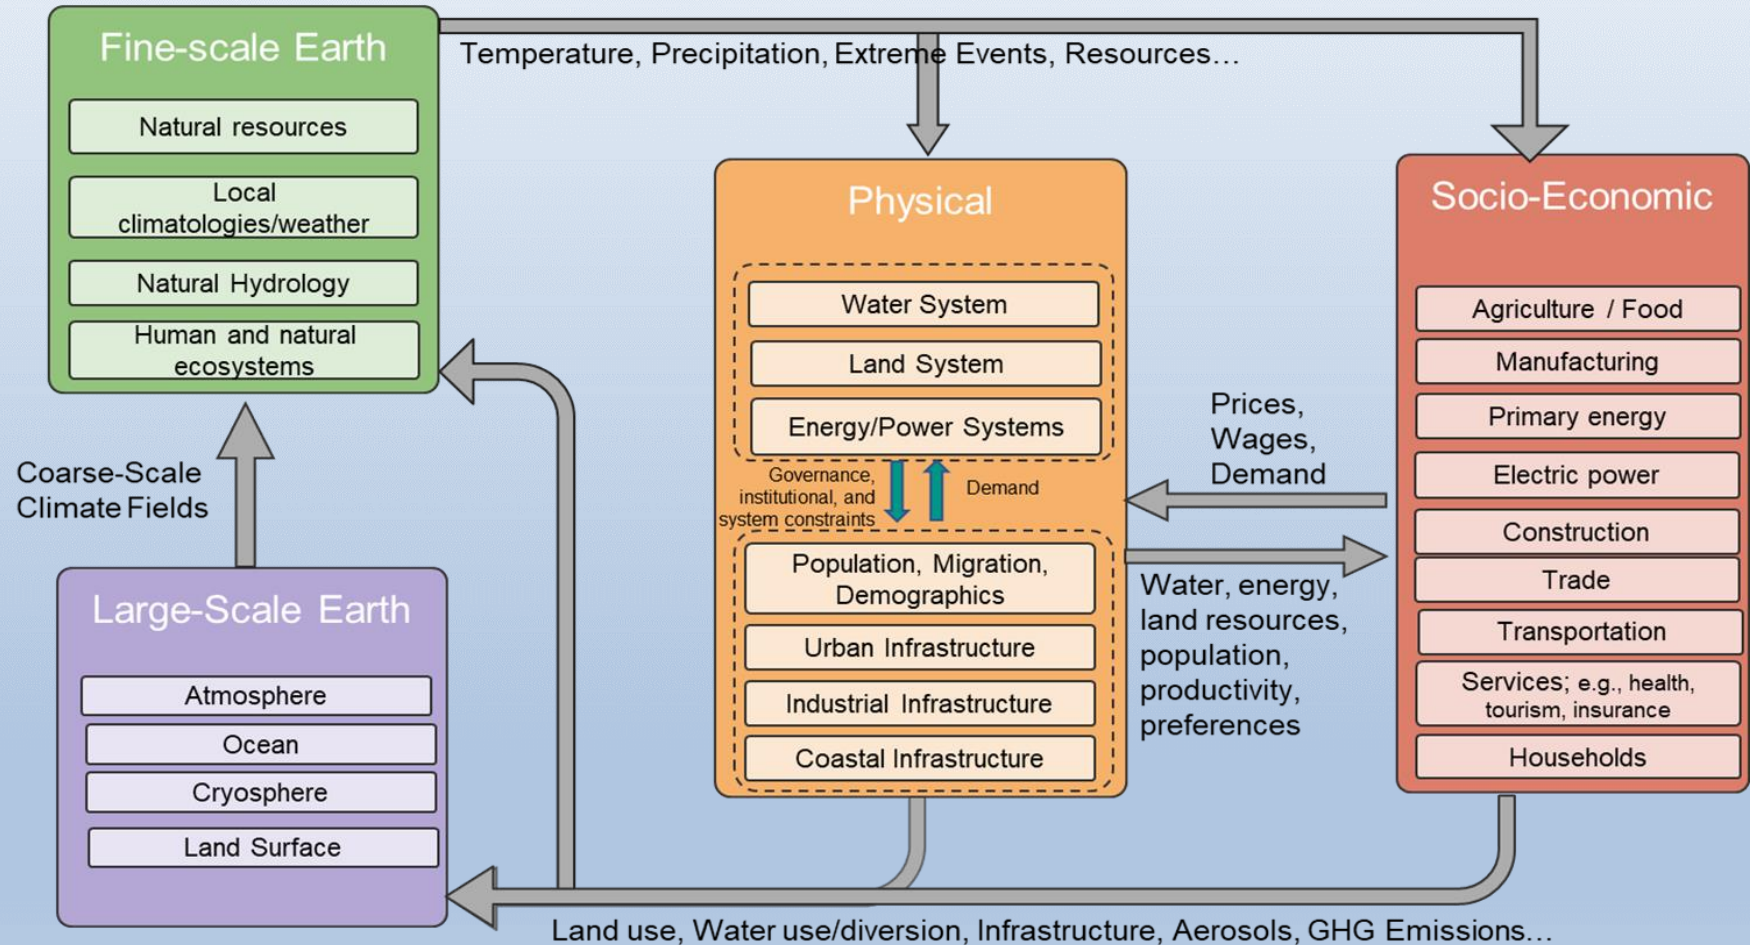 Fine-scale Earth
Natural resources
Local
climatologies/weather
Natural Hydrology
Human and natural
ecosystems
Temperature, Precipitation, Extreme Events, Resources...
Coarse-Scale
Climate Fields
Large-Scale Earth
Atmosphere
Ocean
Cryosphere
Land Surface
Physical
Water System
Land System
Energy/Power Systems
Governance,
institutional, and
system constraints
Demand
Population, Migration,
Demographics
Urban Infrastructure
Industrial Infrastructure
Coastal Infrastructure
Prices,
Wages,
Demand
Water, energy,
land resources,
population,
productivity,
preferences
Socio-Economic
Agriculture / Food
Manufacturing
Primary energy
Electric power
Construction
Trade
Transportation
Services; e.g., health,
tourism, insurance
Households
Land use, Water use/diversion, Infrastructure, Aerosols, GHG Emissions...